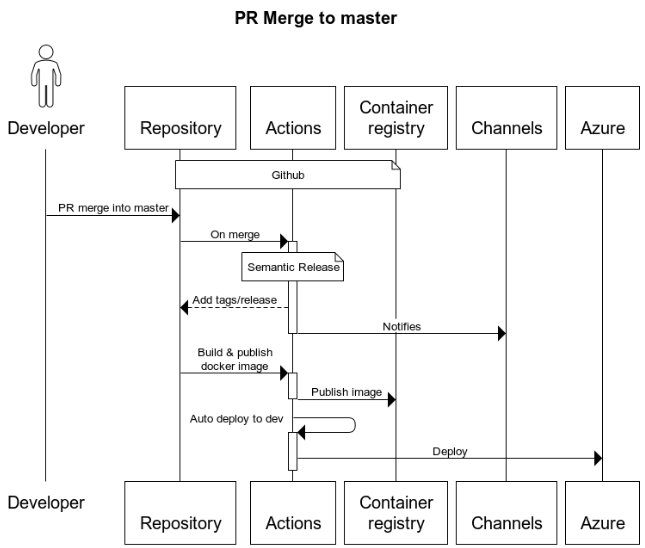 PR Merge to master
Developer
Repository
Actions
Container
registry
Channels
Azure
Github
PR merge into master
On merge
Semantic Release
Add tags/release
Notifies
Build & publish
docker image
Publish image
Auto deploy to dev
Deploy
Developer
Repository
Actions
Container
registry
Channels
Azure